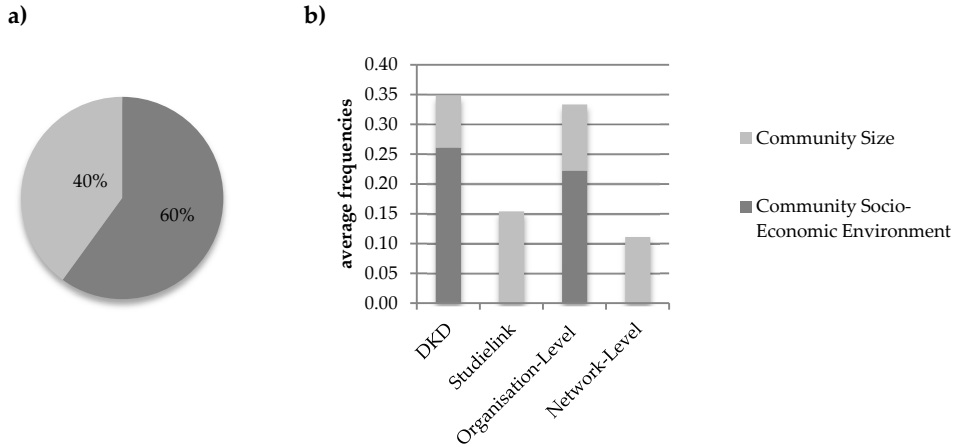 a)
40%
60%
b)
average frequencies
0.40
0.35
0.30
0.25
0.20
0.15
0.10
0.05
0.00
DKD
Studielink
Organisation-Level
Network-Level
Community Size
Community Socio-
Economic Environment